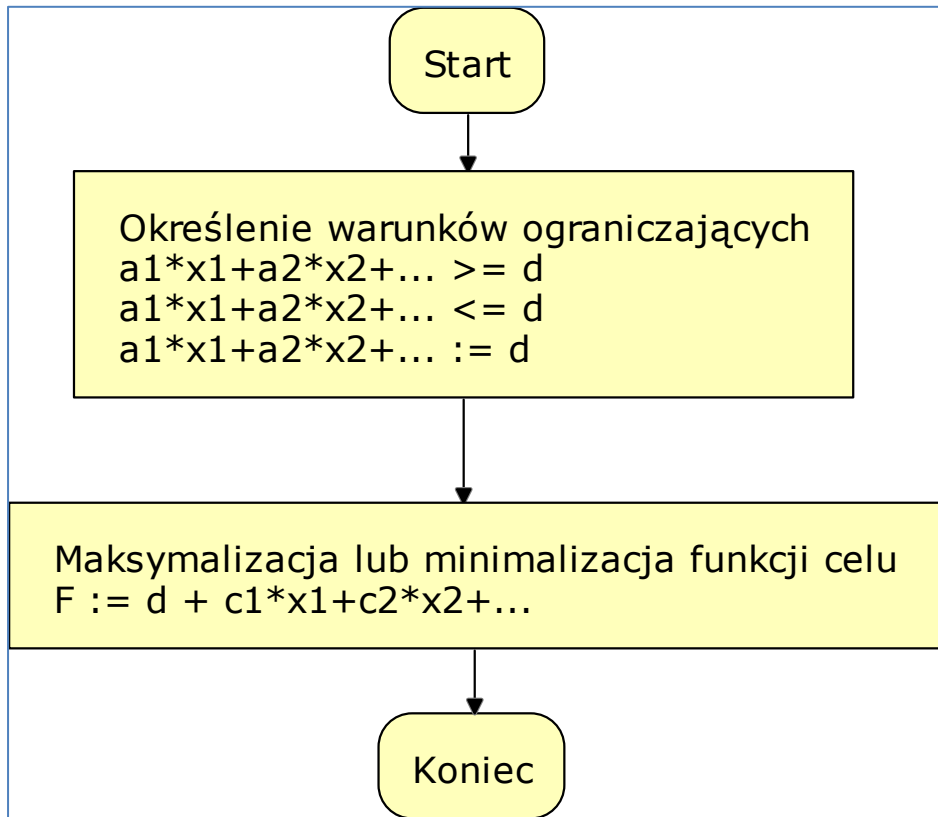 Start
Określenie warunków ograniczających
a1*x1+a2*x2+... >= d
a1*x1+a2*x2+... <= d
a1*x1+a2*x2+... := d
Maksymalizacja lub minimalizacja funkcji celu
F := d + c1*x1+c2*x2+...
Koniec